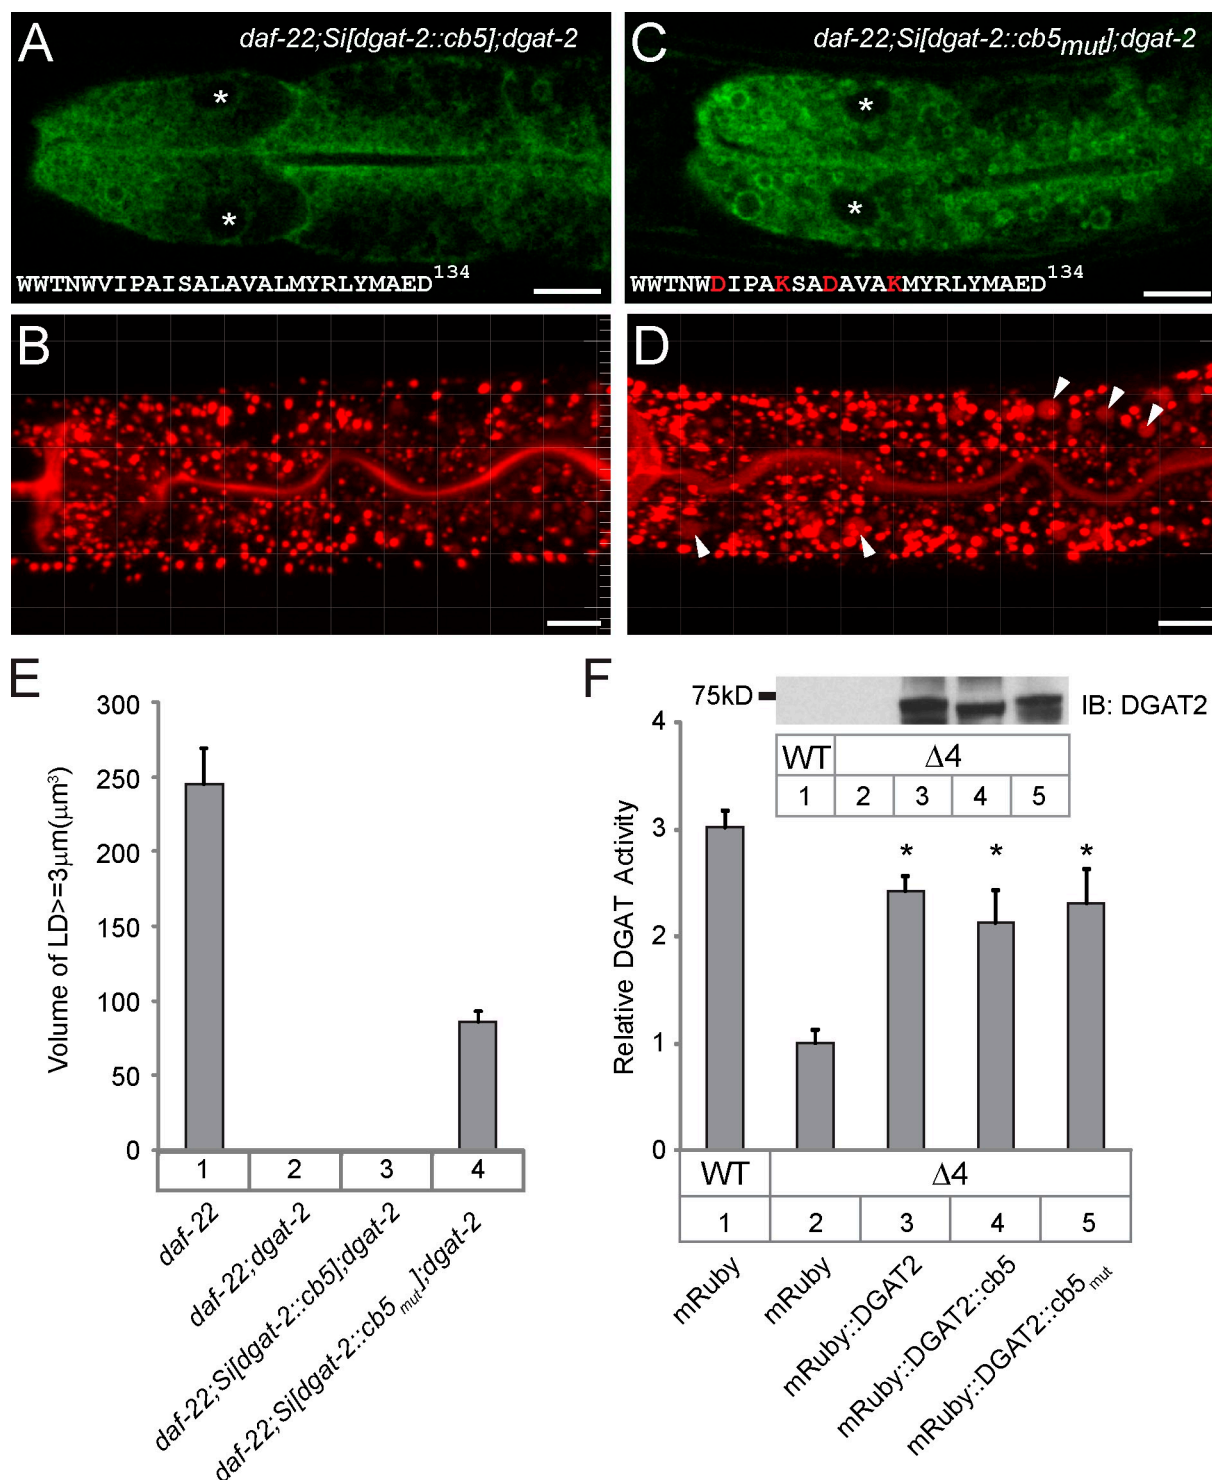 A
daf-22;Si[dgat-2::cb5];dgat-2
*
*
WWTNWVIPAISALAVALMYRLYMAED134
C
daf-22;Si[dgat-2::cb5mut];dgat-2
*
*
WWTNWDIPAKSADAVAKMYRLYMAED134
B
D
E
Volume of LD>=3µm(µm3)
300
250
200
150
100
50
0
1
2
3
4
daf-22
daf-22;dgat-2
daf-22;Si[dgat-2::cb5];dgat-2
daf-22;Si[dgat-2::cb5mut];dgat-2
F
75kD
IB: DGAT2
WT
Δ4
1
2
3
4
5
Relative DGAT Activity
4
3
2
1
0
*
*
*
WT
Δ4
1
2
3
4
5
mRuby
mRuby
mRuby::DGAT2
mRuby::DGAT2::cb5
mRuby::DGAT2::cb5mut